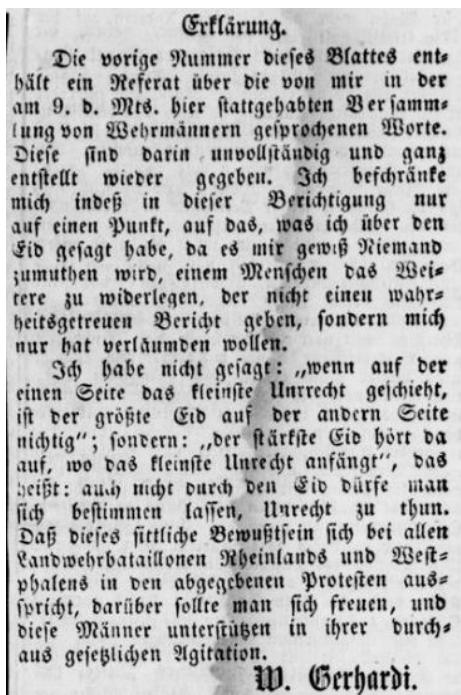 Erklärung.
Die vorige Nummer dieses Blattes ent-
hält ein Referat über die von mir in der
am 9. d. Mts. hier stattgehabten Versamm-
lung von Wehrmännern gesprochenen Worte.
Diese sind darin unvollständig und ganz
entstellt wieder gegeben. Ich beschränke
mich indeß in dieser Berichtigung nur
auf einen Punkt, auf das, was ich über den
Eid gesagt habe, da es mir gewiß Niemand
zumuthen wird, einem Menschen das Wei-
tere zu widerlegen, der nicht einen wahr-
heitsgetreuen Bericht geben, sondern mich
nur hat verläumden wollen.
Ich habe nicht gesagt: „wenn auf der
einen Seite das kleinste Unrrecht geschieht,
ist der größte Eid auf der andern Seite
nichtig“; sondern: „der stärkste Eid hört da
auf, wo das kleinste Unrecht anfängt“, das
heißt: auch nicht durch den Eid dürfe man
sich bestimmen lassen, Unrecht zu thun.
Daß dieses sittliche Bewußtsein sich bei allen
Landwehrbataillonen Rheinlands und West-
phalens in den abgegebenen Protesten aus-
spricht, darüber sollte man sich freuen, und
diese Männer unterstützen in ihrer durch-
aus gesetzlichen Agitation.
W. Gerhardi.